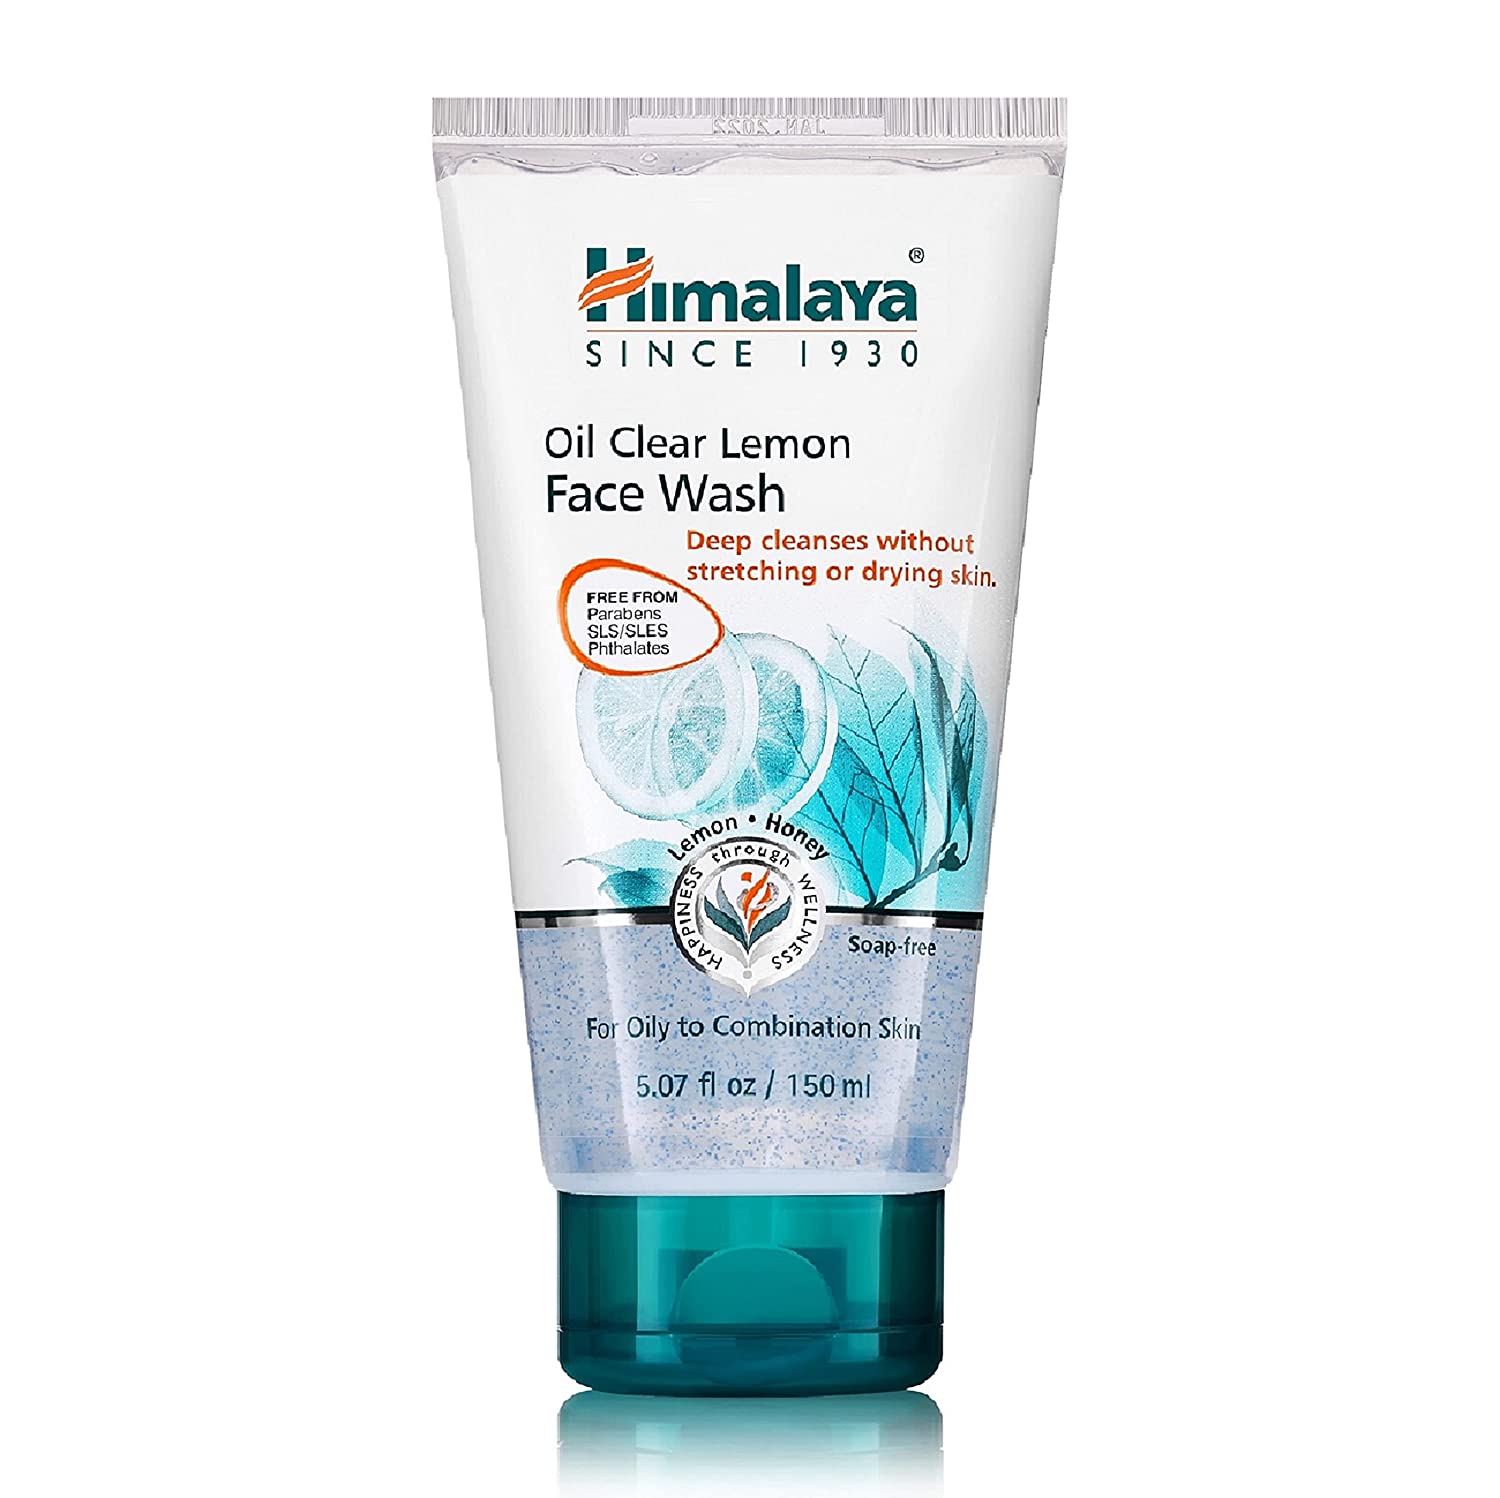 JAN. 2022
Himalaya®
SINCE 1930
Oil Clear Lemon
Face Wash
Deep cleanses without
stretching or drying skin.
FREE FROM
Parabens
SLS/SLES
Phthalates
Lemon • Honey
HAPPINESS through WELLNESS
Soap-free
For Oily to Combination Skin
5.07 fl oz / 150 ml